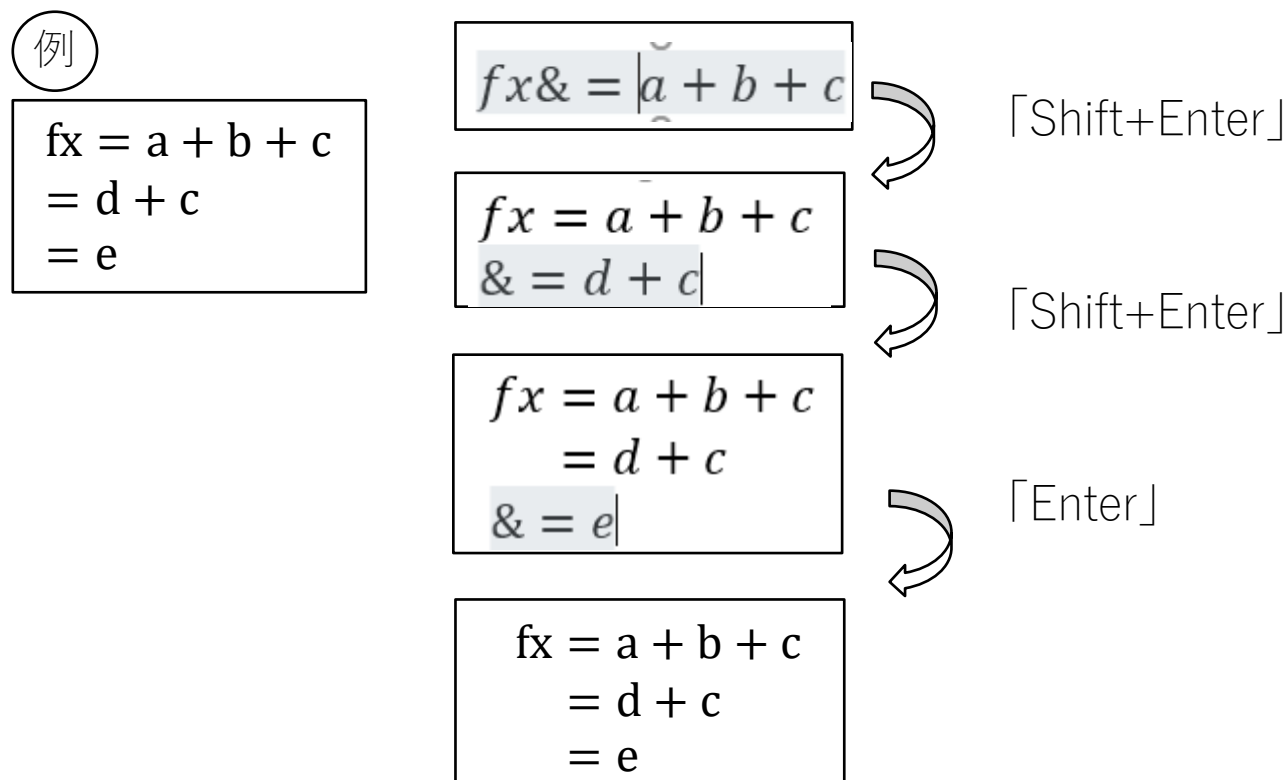 例
fx = a + b + c
= d + c
= e
fx& = a + b + c
「Shift+Enter」
fx = a + b + c
& = d + c
「Shift+Enter」
fx = a + b + c
= d + c
& = e
「Enter」
fx = a + b + c
= d + c
= e